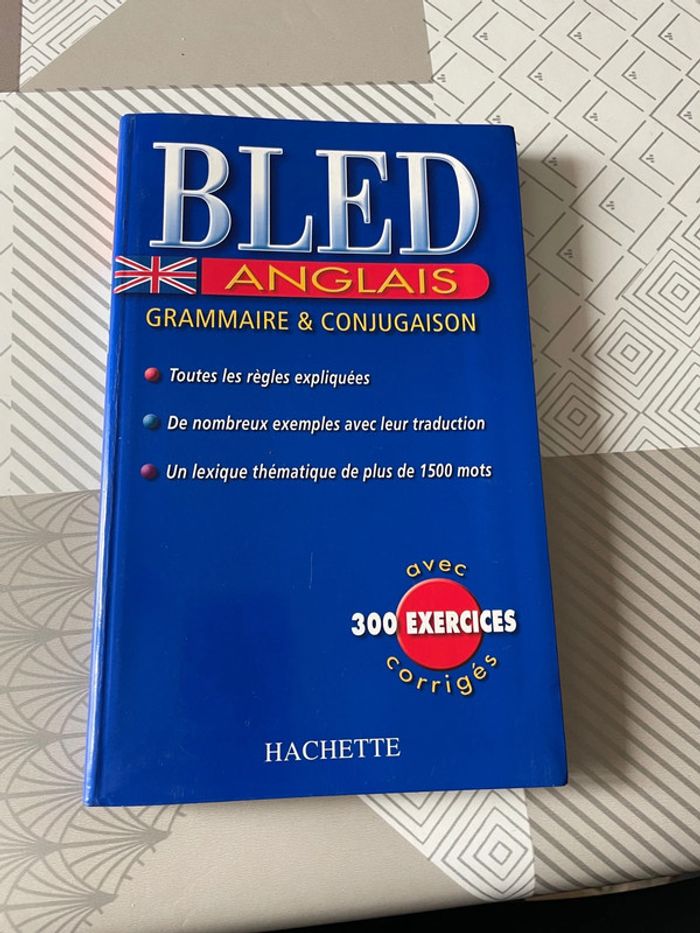 BLED
ANGLAIS
GRAMMAIRE & CONJUGAISON
Toutes les règles expliquées
De nombreux exemples avec leur traduction
Un lexique thématique de plus de 1500 mots
avec
300 EXERCICES
corrigés
HACHETTE